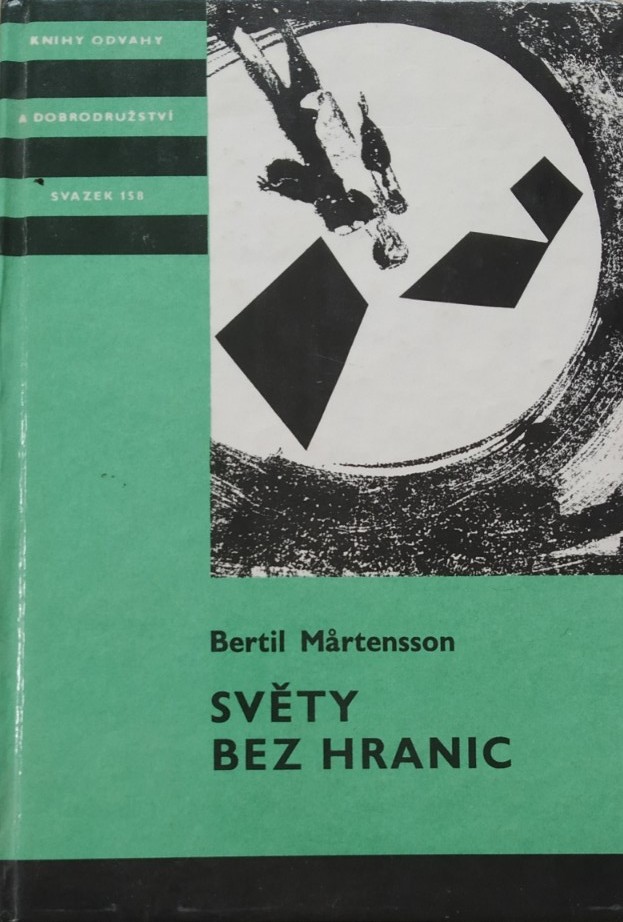 KNIHY ODVAHY
A DOBRODRUŽSTVÍ
SVAZEK 158
Bertil Mårtensson
SVĚTY
BEZ HRANIC